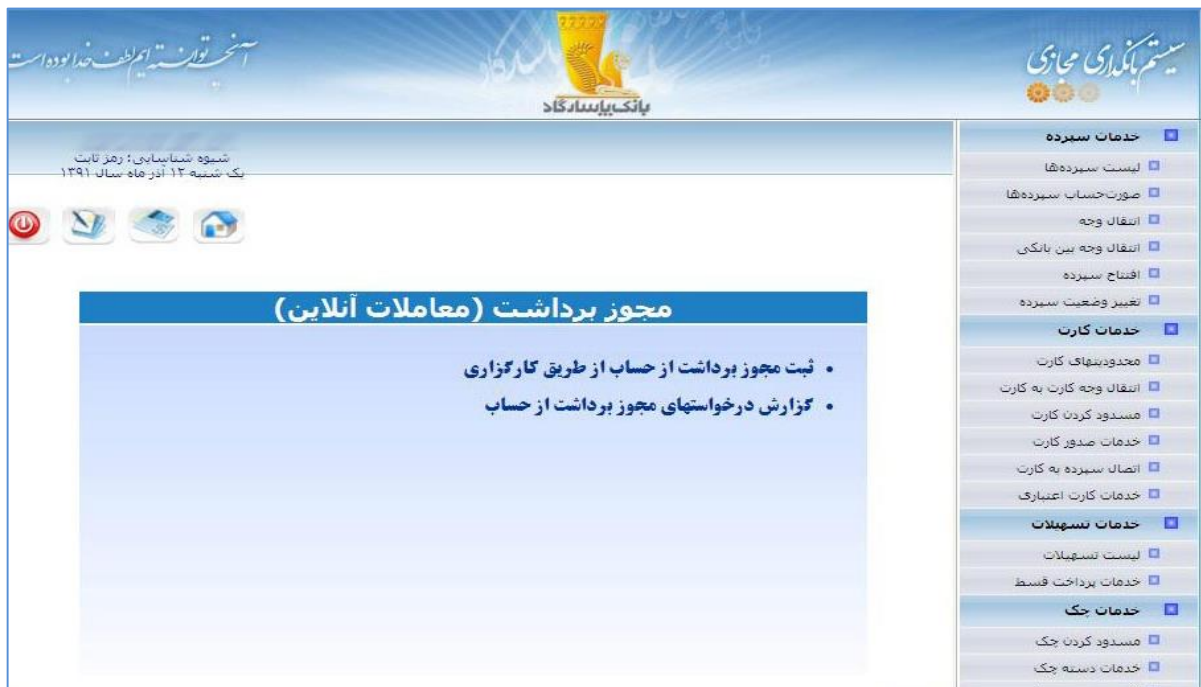 سیستم بانکداری مجازی
بانک پاسارگاد
آنچه توانسته‌ایم لطف خدا بوده است
خدمات سپرده
لیست سپرده‌ها
صورت‌حساب سپرده‌ها
انتقال وجه
انتقال وجه بین بانکی
افتتاح سپرده
تغییر وضعیت سپرده
خدمات کارت
محدودیتهای کارت
انتقال وجه کارت به کارت
مسدود کردن کارت
خدمات صدور کارت
اتصال سپرده به کارت
خدمات کارت اعتباری
خدمات تسهیلات
لیست تسهیلات
خدمات پرداخت قسط
خدمات چک
مسدود کردن چک
خدمات دسته چک
شیوه شناسایی: رمز ثابت
یک شنبه ۱۲ آذر ماه سال ۱۳۹۱
مجوز برداشت (معاملات آنلاین)
• ثبت مجوز برداشت از حساب از طریق کارگزاری
• گزارش درخواستهای مجوز برداشت از حساب